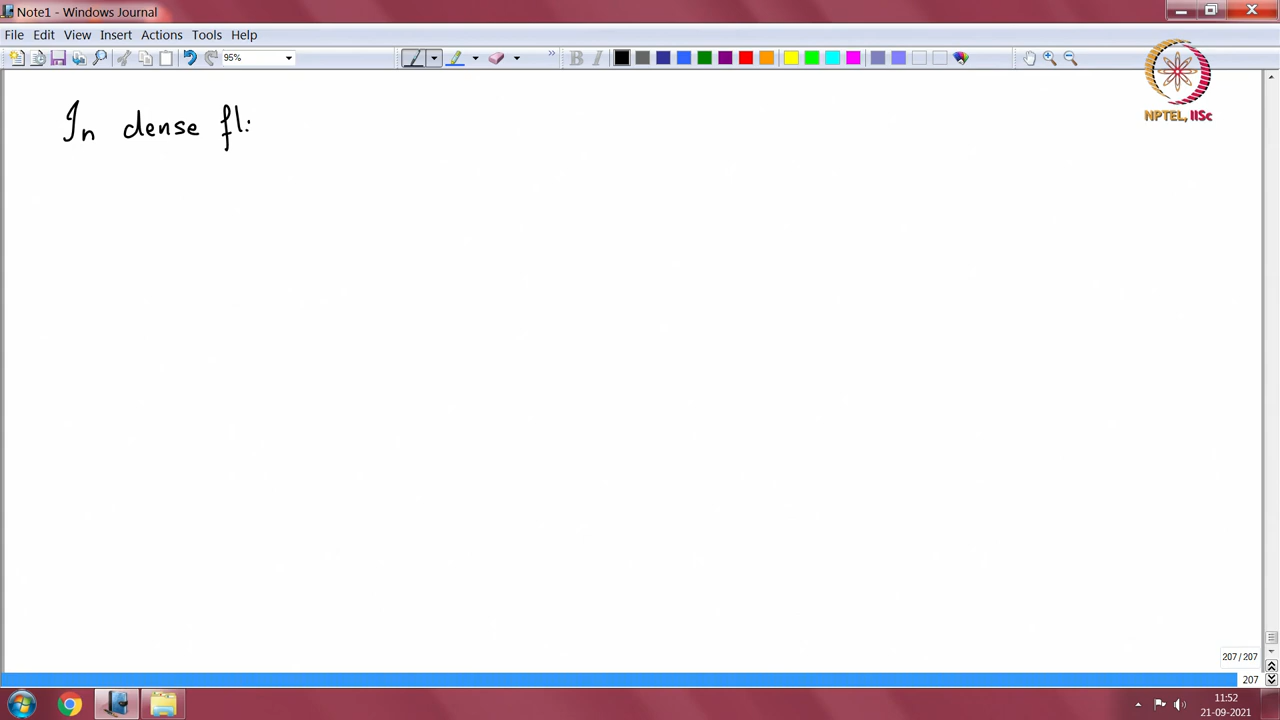 Note1 - Windows Journal
File Edit View Insert Actions Tools Help
95%
B I
NPTEL, IISc
In dense fl
207 / 207
207
11:52
21-09-2021